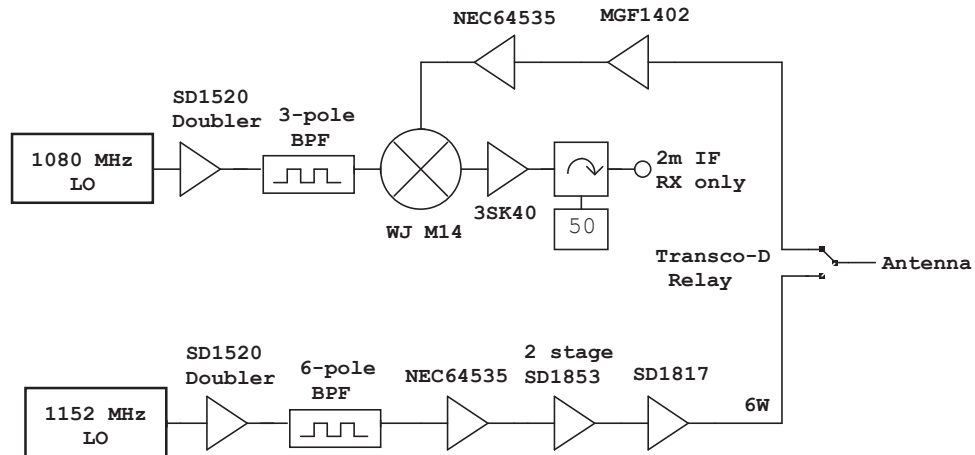 NEC64535
MGF1402
SD1520
Doubler
3-pole
BPF
1080 MHz
LO
2m IF
RX only
3SK40
50
WJ M14
Transco-D
Relay
Antenna
SD1520
Doubler
6-pole
BPF
NEC64535
2 stage
SD1853
SD1817
6W
1152 MHz
LO